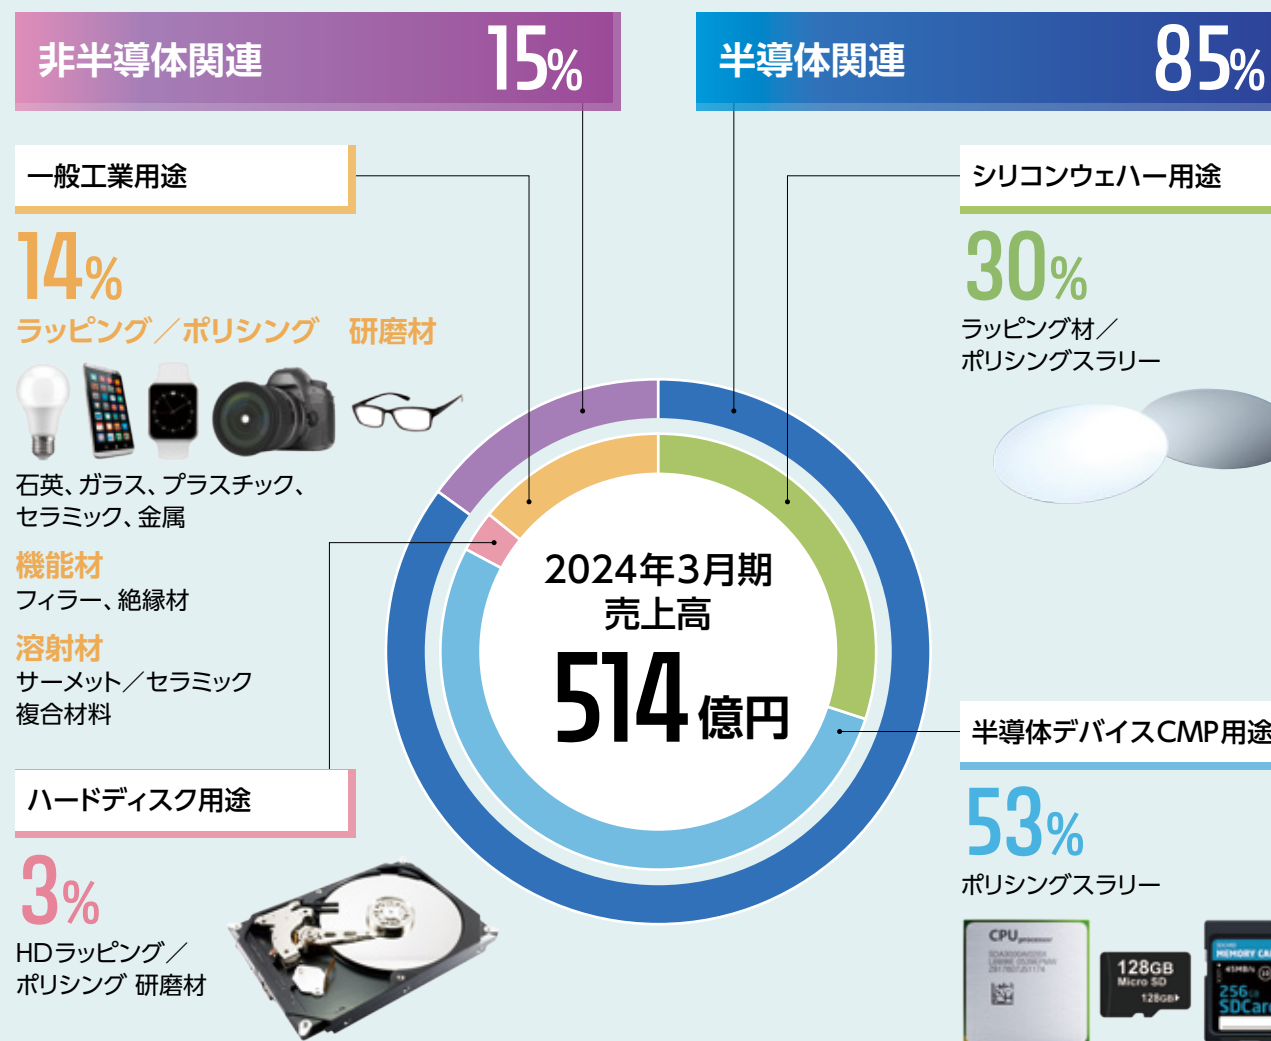 非半導体関連 15%
半導体関連 85%
一般工業用途
14%
ラッピング／ポリシング 研磨材
石英、ガラス、プラスチック、
セラミック、金属
機能材
フィラー、絶縁材
溶射材
サーメット／セラミック
複合材料
ハードディスク用途
3%
HDラッピング／
ポリシング 研磨材
2024年3月期
売上高
514億円
シリコンウェハー用途
30%
ラッピング材／
ポリシングスラリー
半導体デバイスCMP用途
53%
ポリシングスラリー
CPU processor
128GB
Micro SD
128GB
MEMORY CA
45MB/s
256GB
SDCard